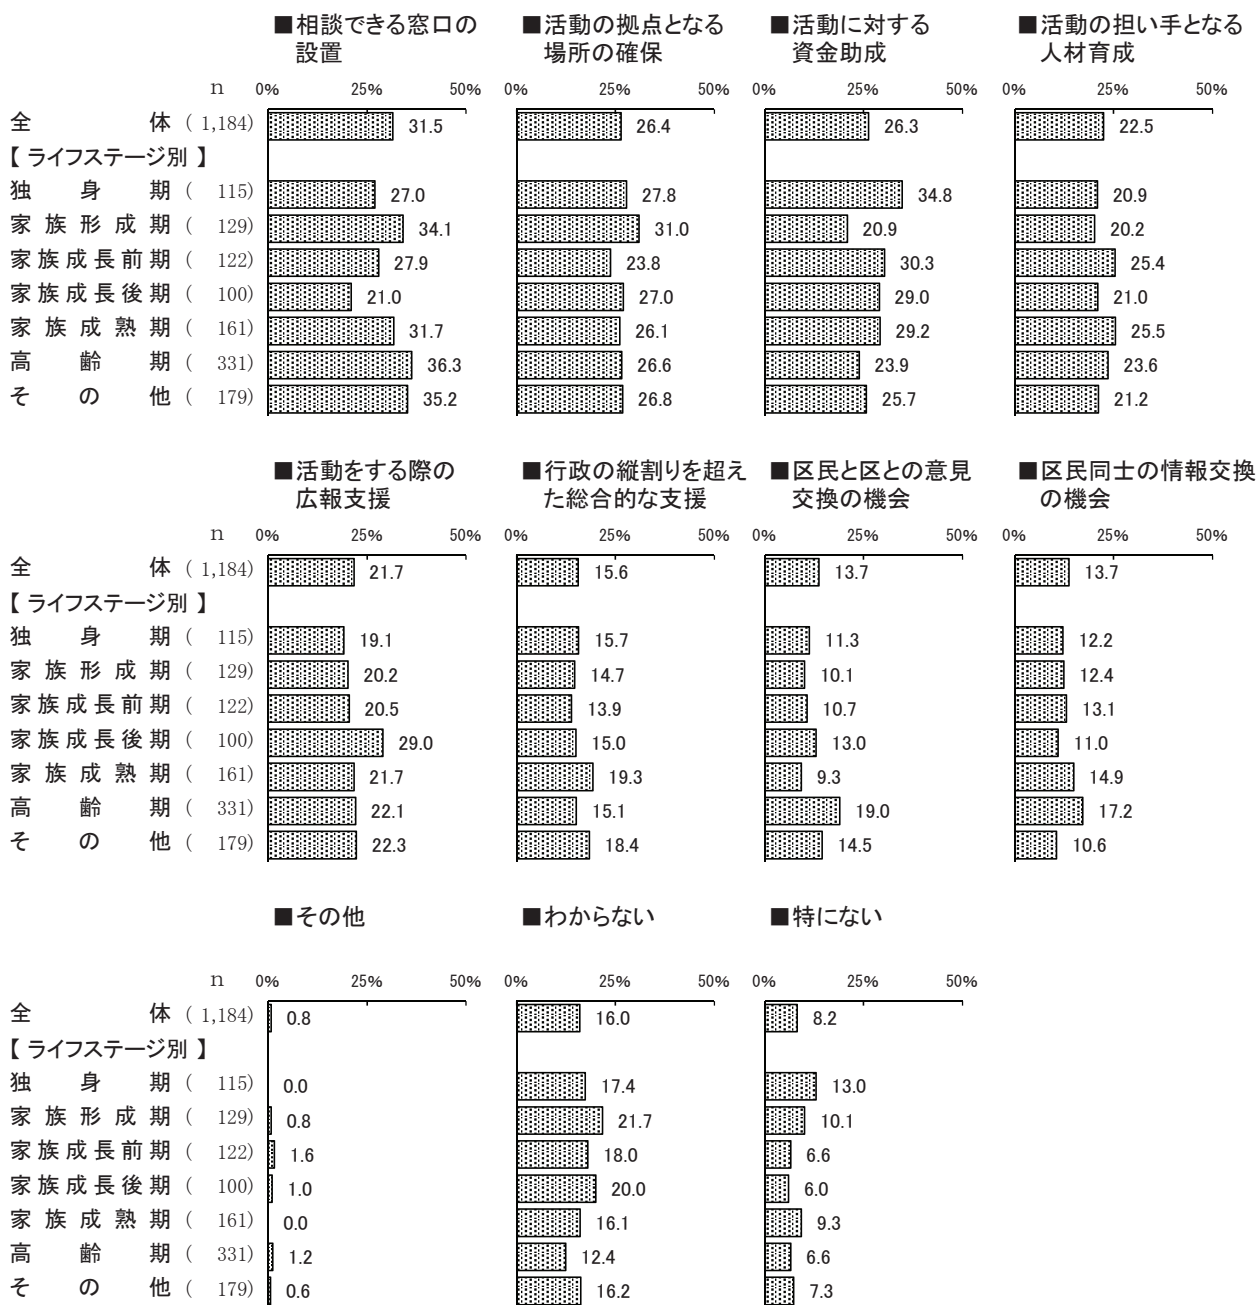 ■相談できる窓口の ■活動の拠点となる ■活動に対する ■活動の担い手となる
設置 場所の確保 資金助成 人材育成
n 0% 25% 50% 0% 25% 50% 0% 25% 50% 0% 25% 50%
全体 ( 1,184) 31.5 26.4 26.3 22.5
【 ライフステージ別 】
独身期 ( 115) 27.0 27.8 34.8 20.9
家族形成期 ( 129) 34.1 31.0 20.9 20.2
家族成長前期 ( 122) 27.9 23.8 30.3 25.4
家族成長後期 ( 100) 21.0 27.0 29.0 21.0
家族成熟期 ( 161) 31.7 26.1 29.2 25.5
高齢期 ( 331) 36.3 26.6 23.9 23.6
その他 ( 179) 35.2 26.8 25.7 21.2
■活動をする際の ■行政の縦割りを超え ■区民と区との意見 ■区民同士の情報交換
広報支援 た総合的な支援 交換の機会 の機会
n 0% 25% 50% 0% 25% 50% 0% 25% 50% 0% 25% 50%
全体 ( 1,184) 21.7 15.6 13.7 13.7
【 ライフステージ別 】
独身期 ( 115) 19.1 15.7 11.3 12.2
家族形成期 ( 129) 20.2 14.7 10.1 12.4
家族成長前期 ( 122) 20.5 13.9 10.7 13.1
家族成長後期 ( 100) 29.0 15.0 13.0 11.0
家族成熟期 ( 161) 21.7 19.3 9.3 14.9
高齢期 ( 331) 22.1 15.1 19.0 17.2
その他 ( 179) 22.3 18.4 14.5 10.6
■その他 ■わからない ■特にない
n 0% 25% 50% 0% 25% 50% 0% 25% 50%
全体 ( 1,184) 0.8 16.0 8.2
【 ライフステージ別 】
独身期 ( 115) 0.0 17.4 13.0
家族形成期 ( 129) 0.8 21.7 10.1
家族成長前期 ( 122) 1.6 18.0 6.6
家族成長後期 ( 100) 1.0 20.0 6.0
家族成熟期 ( 161) 0.0 16.1 9.3
高齢期 ( 331) 1.2 12.4 6.6
その他 ( 179) 0.6 16.2 7.3